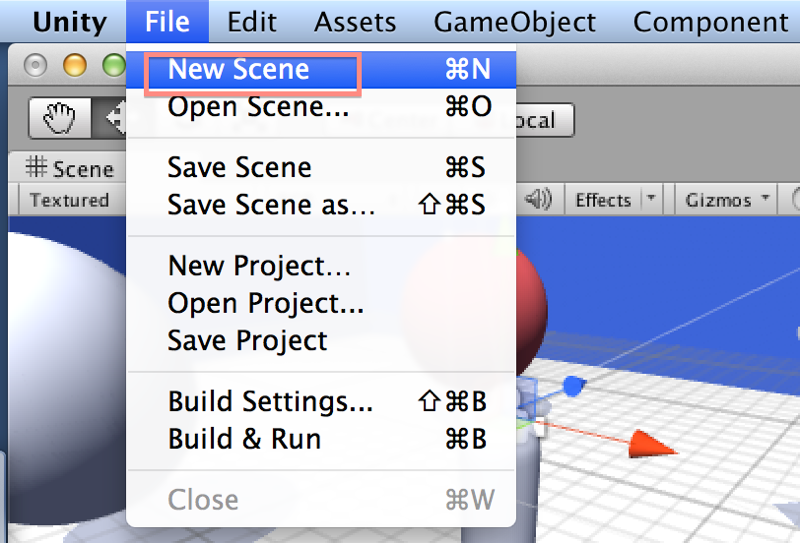 Unity File Edit Assets GameObject Component
New Scene ⌘N
Open Scene... ⌘O
ocal
Scene
Save Scene ⌘S
Textured
Save Scene as... ⇧⌘S
Effects
Gizmos
New Project...
Open Project...
Save Project
Build Settings... ⇧⌘B
Build & Run ⌘B
Close ⌘W